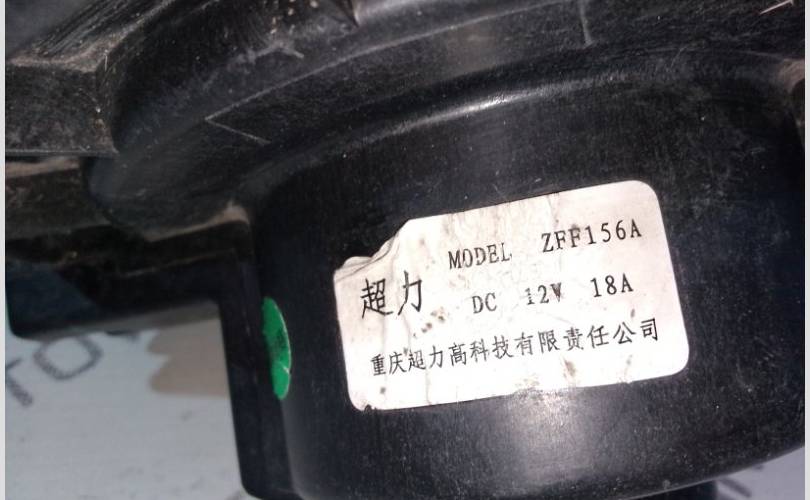 MODEL ZFF156A
超力 DC 12V 18A
重庆超力高科技有限责任公司